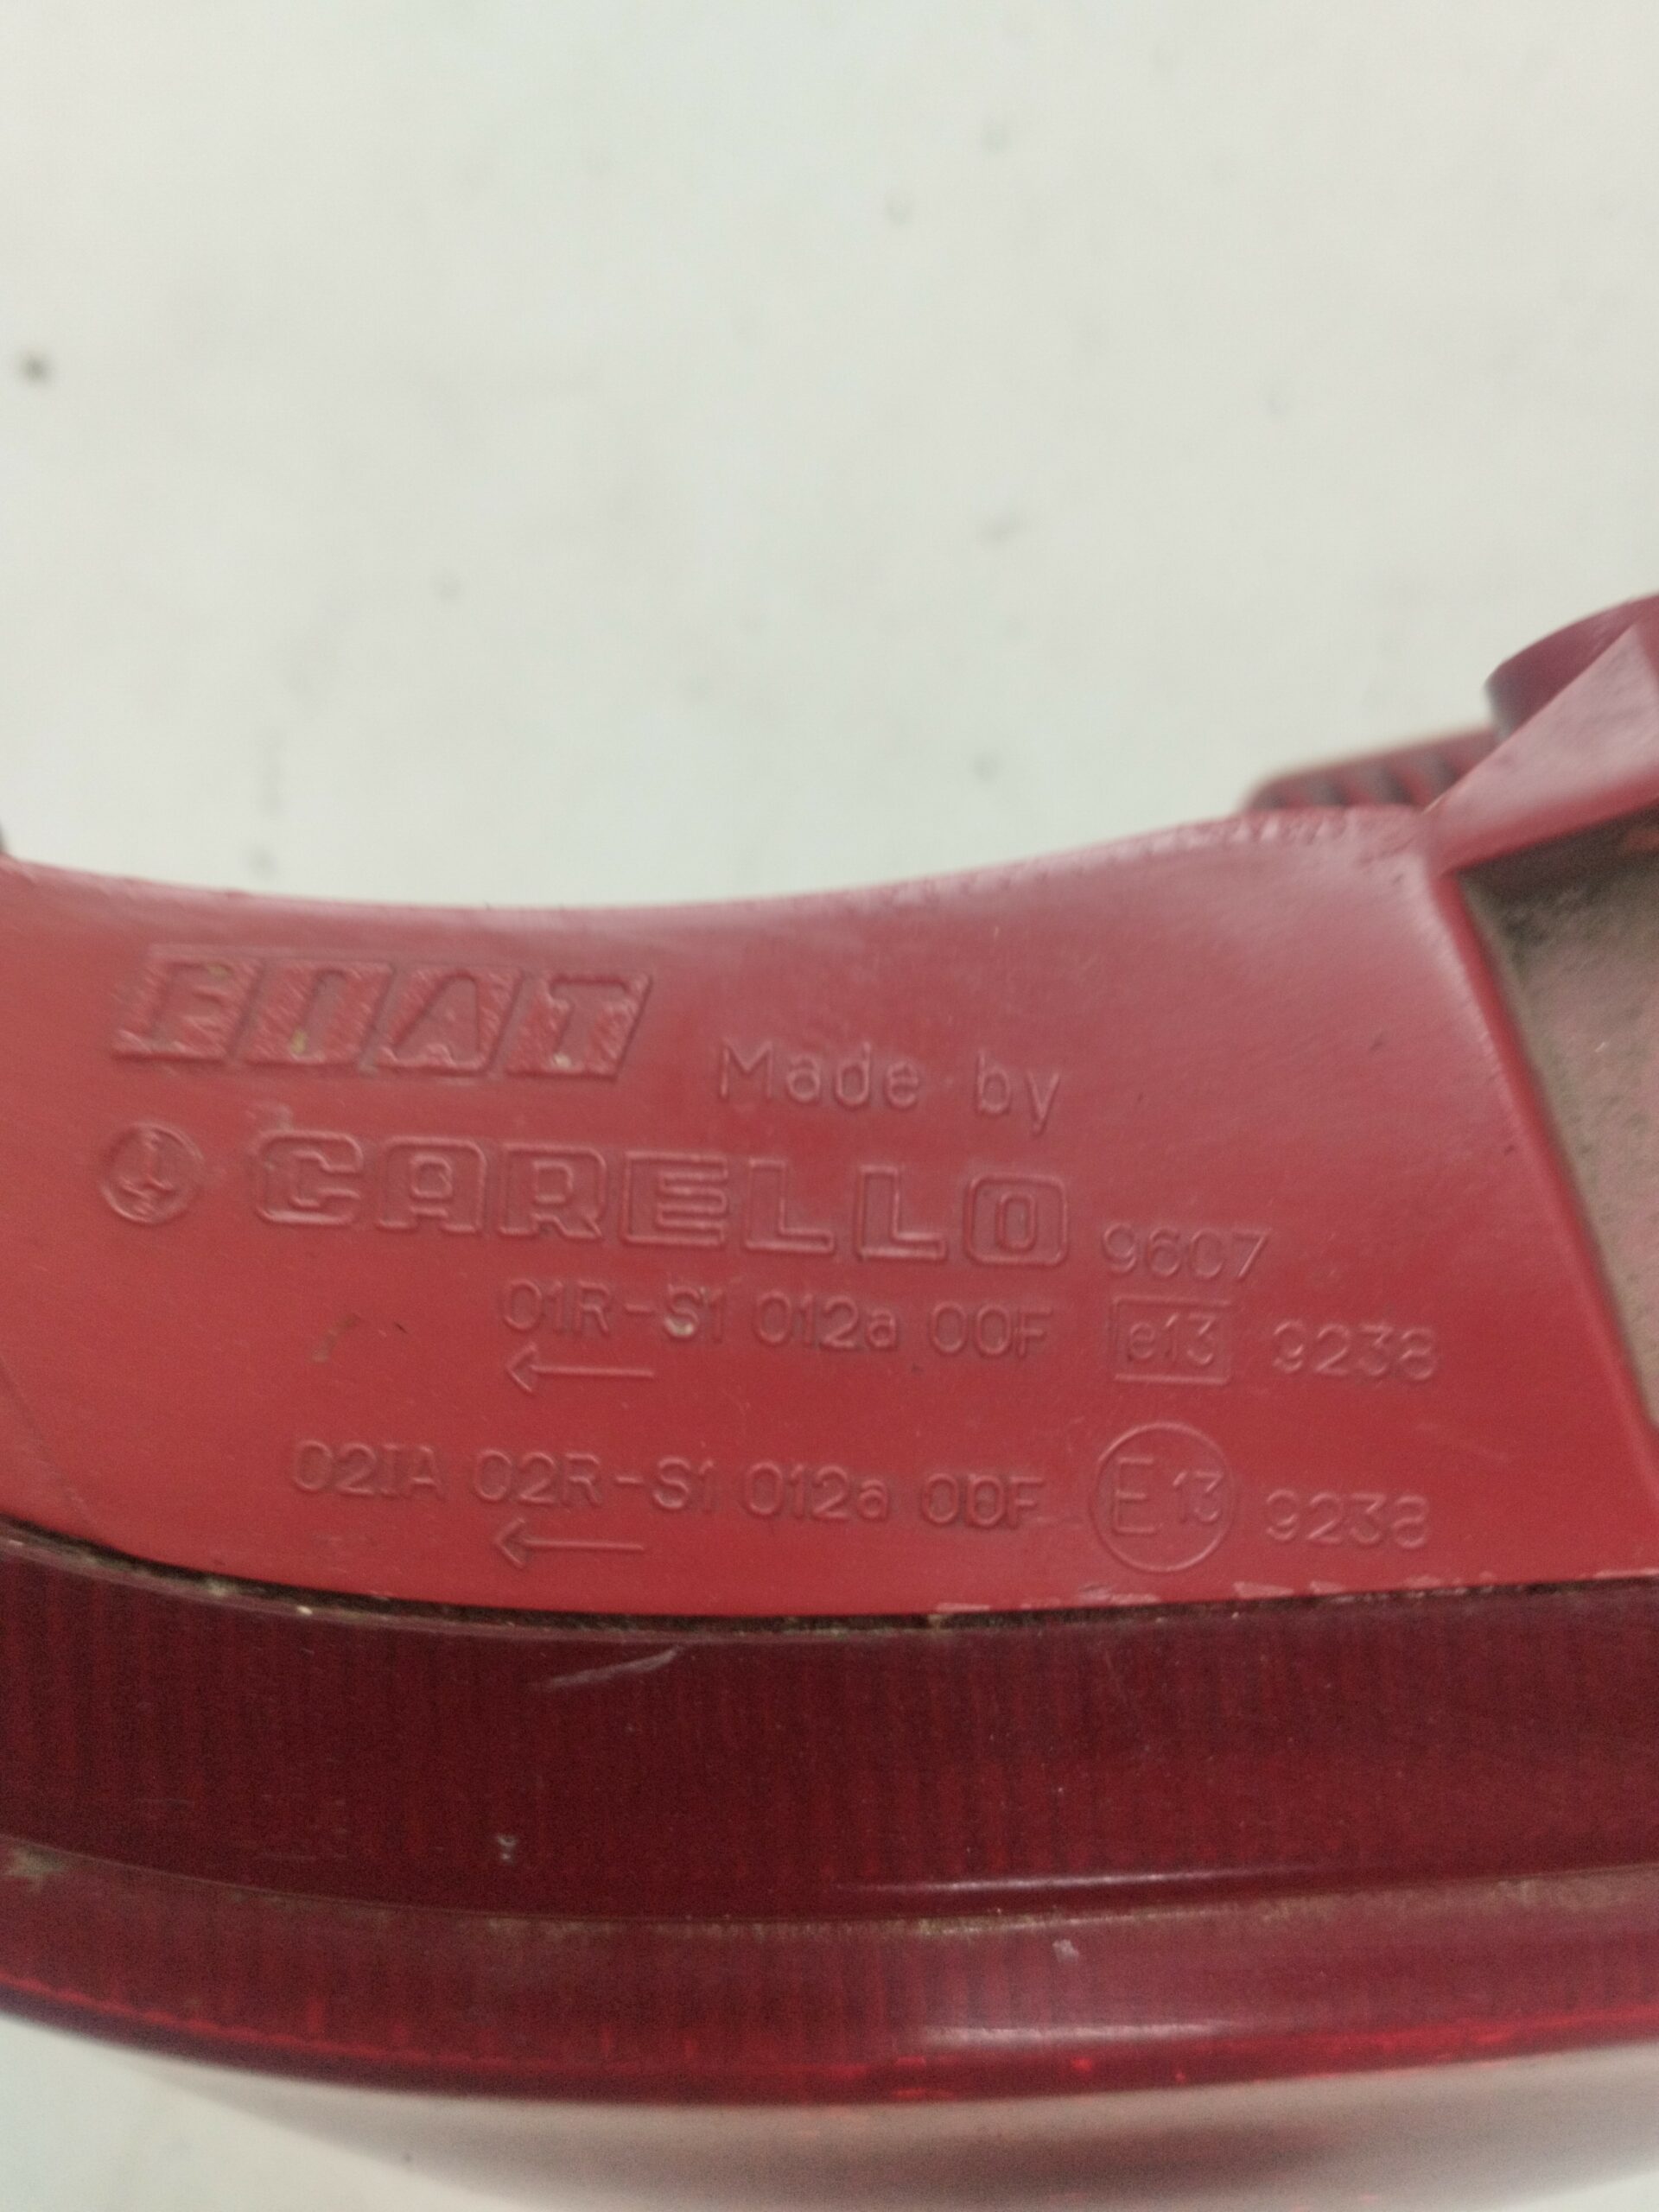 FIAT Made by
CARELLO 9607
01R-S1 012a 00F e13 9238
←
02IA 02R-S1 012a 00F E13 9238
←